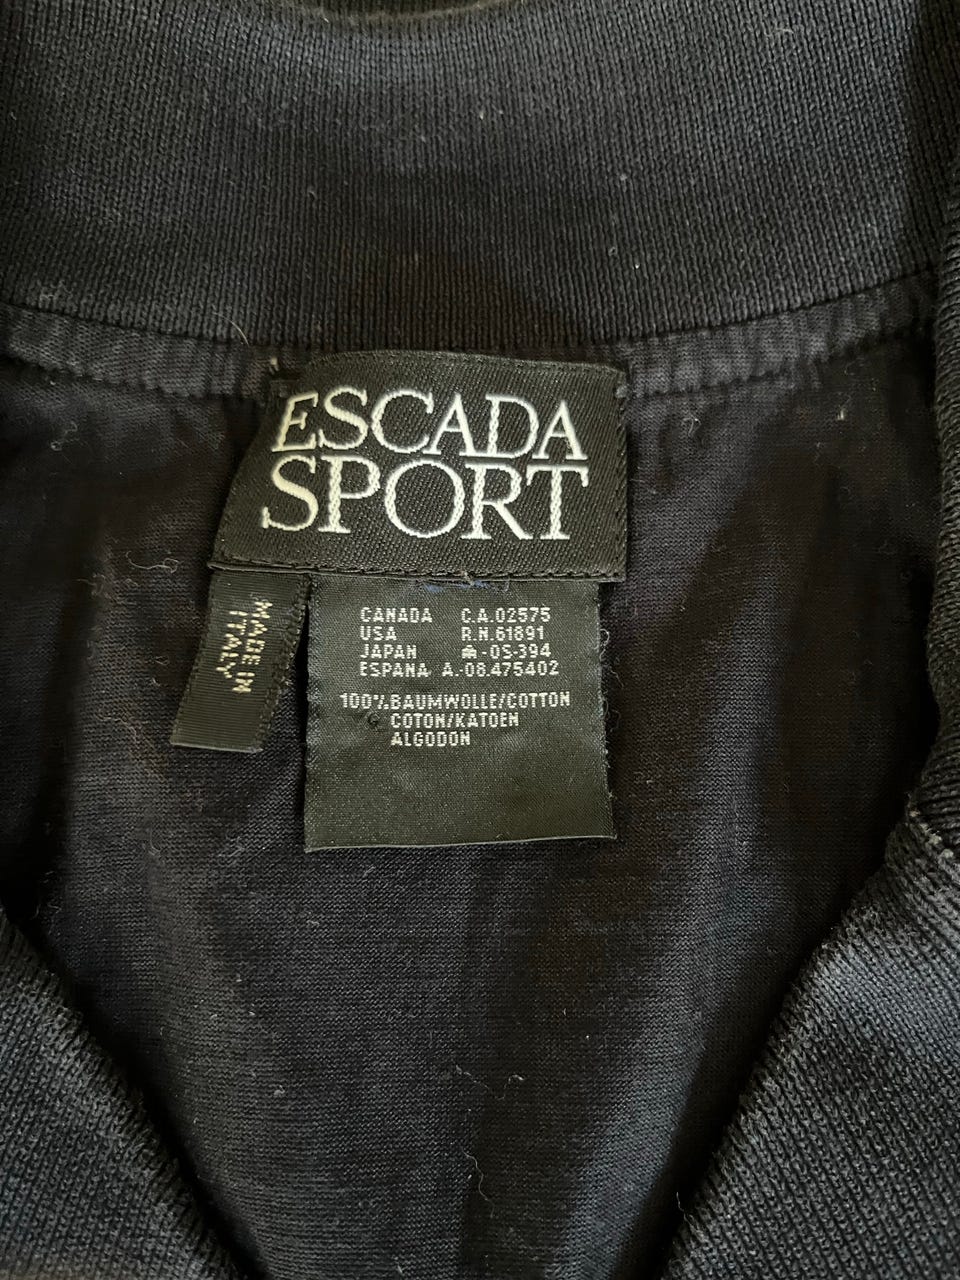 ESCADA
SPORT
MADE IN
ITALY
CANADA C.A.02575
USA R.N.61891
JAPAN -OS-394
ESPANA A.-08.475402
100%BAUMWOLLE/COTTON
COTON/KATOEN
ALGODON